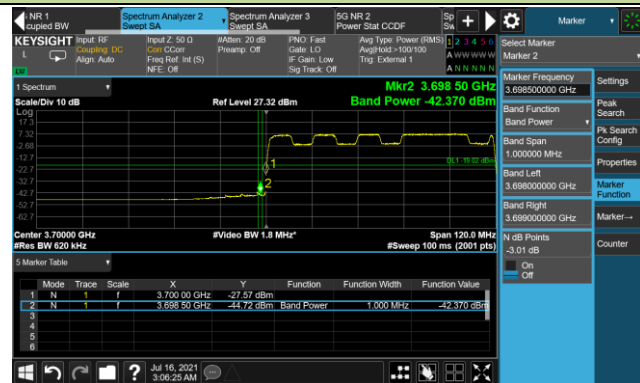 NR 1
cupied BW
Spectrum Analyzer 2
Swept SA
Spectrum Analyzer 3
Swept SA
5G NR 2
Power Stat CCDF
Sp
SA
Marker
KEYSIGHT
L
Input: RF
Coupling: DC
Align: Auto
Input Z: 50 Ω
Corr CCorr
Freq Ref: Int (S)
NFE: Off
#Atten: 20 dB
Preamp: Off
PNO: Fast
Gate: LO
IF Gain: Low
Sig Track: Off
Avg Type: Power (RMS)
Avg|Hold:>100/100
Trig: External 1
1 2 3 4 5 6
A W W W W W
A N N N N N
Select Marker
Marker 2
1 Spectrum
Scale/Div 10 dB
Ref Level 27.32 dBm
Mkr2 3.698 50 GHz
Band Power -42.370 dBm
Log
17.3
7.32
-2.68
-12.7
-22.7
-32.7
-42.7
-52.7
-62.7
DL1 -19.02 dBm
1
2
Center 3.70000 GHz
#Res BW 620 kHz
#Video BW 1.8 MHz*
Span 120.0 MHz
#Sweep 100 ms (2001 pts)
5 Marker Table
Mode Trace Scale X Y Function Function Width Function Value
1 N 1 f 3.700 00 GHz -27.57 dBm
2 N 1 f 3.698 50 GHz -44.72 dBm Band Power 1.000 MHz -42.370 dBm
3
4
5
6
Marker Frequency
3.698500000 GHz
Band Function
Band Power
Band Span
1.000000 MHz
Band Left
3.698000000 GHz
Band Right
3.699000000 GHz
N dB Points
-3.01 dB
On
Off
Settings
Peak
Search
Pk Search
Config
Properties
Marker
Function
Marker→
Counter
?
Jul 16, 2021
3:06:25 AM